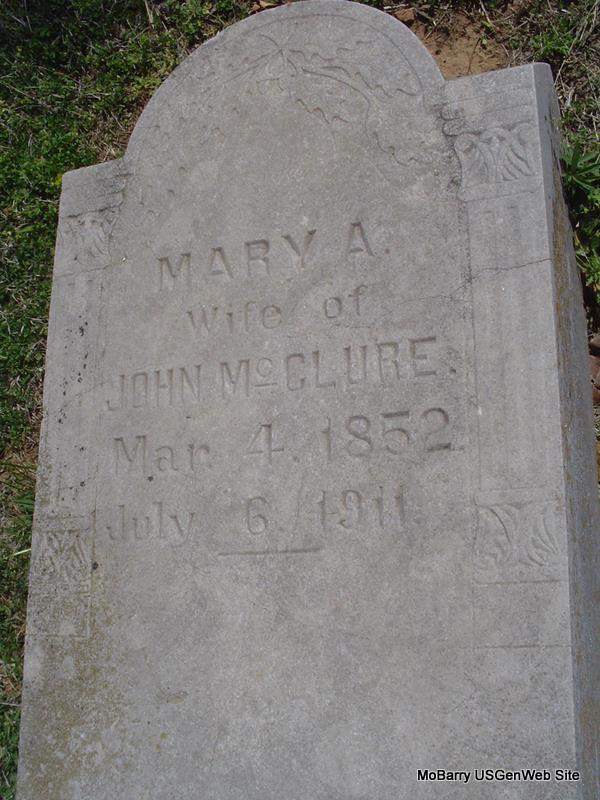 MARY A.
Wife of
JOHN McCLURE.
Mar. 4. 1852
July 6, 1911.
MoBarry USGenWeb Site